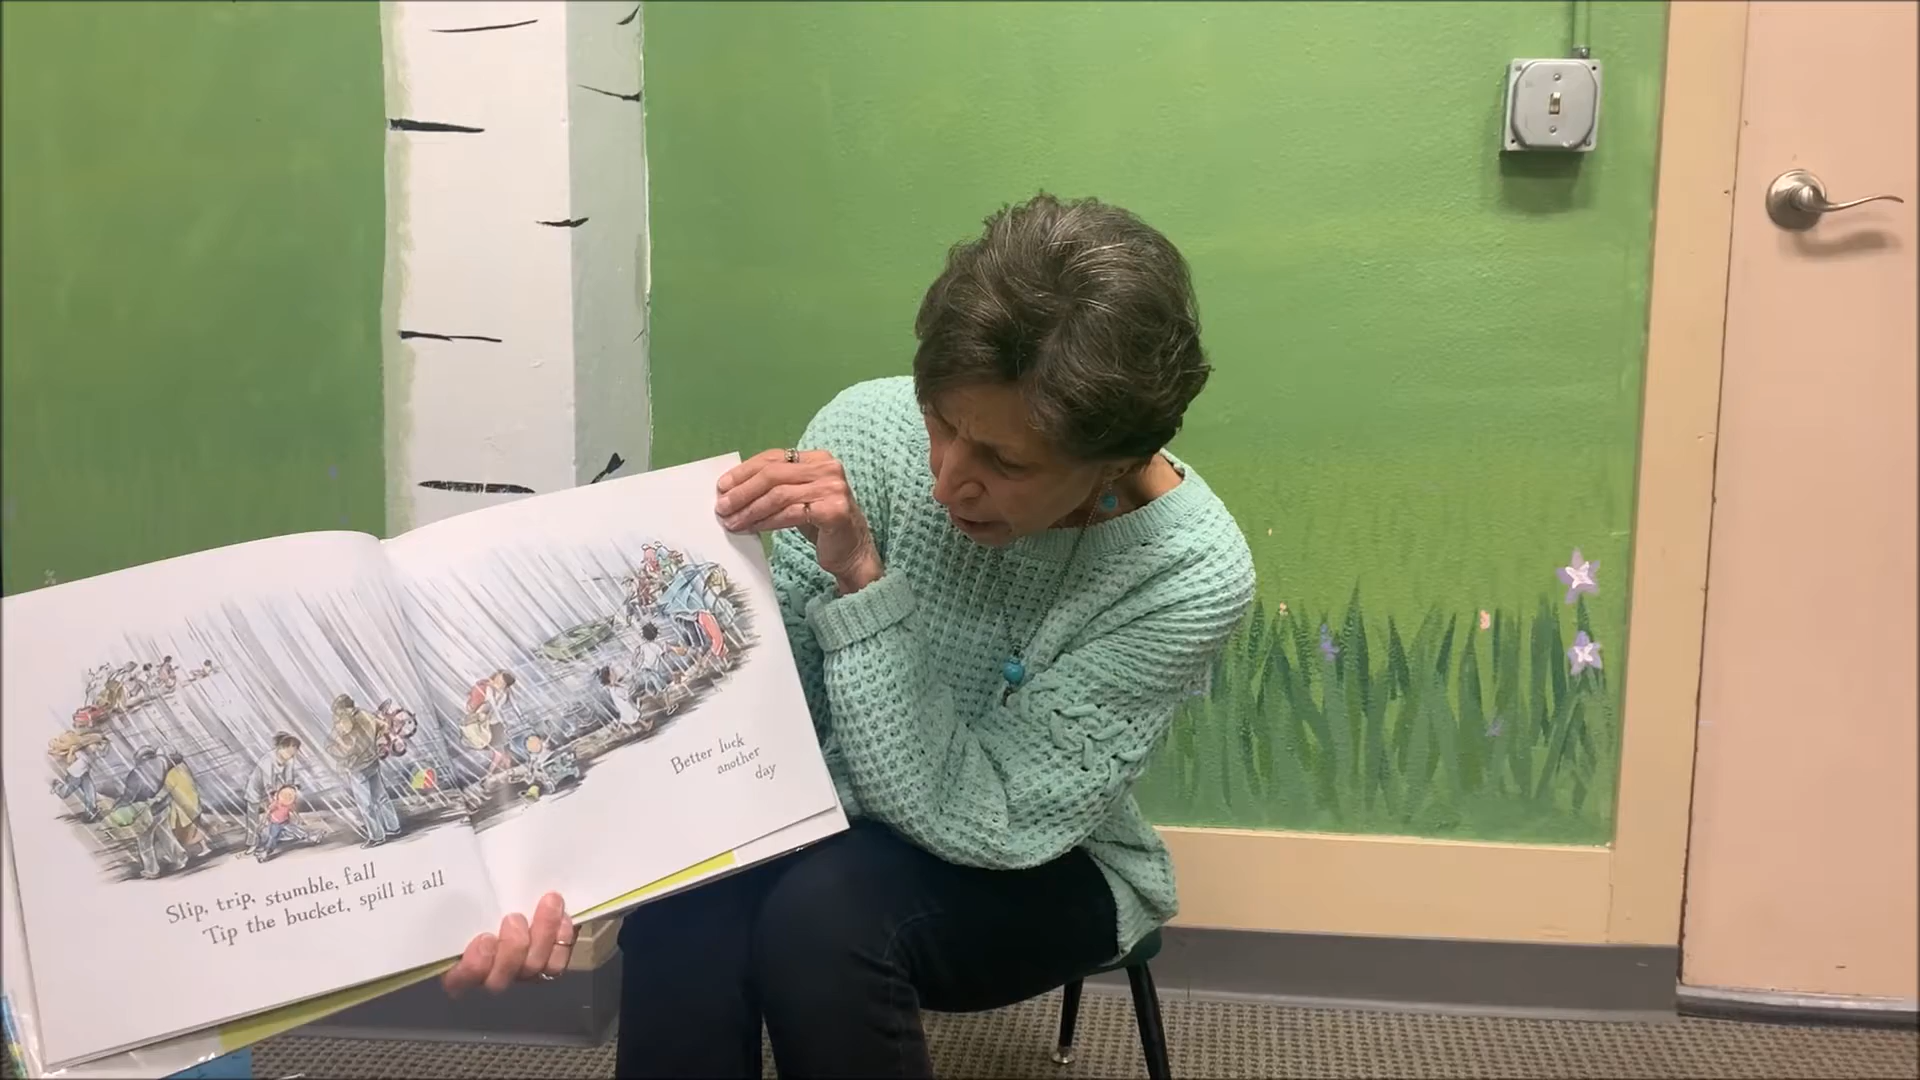 Slip, trip, stumble, fall
Tip the bucket, spill it all
Better luck
another
day